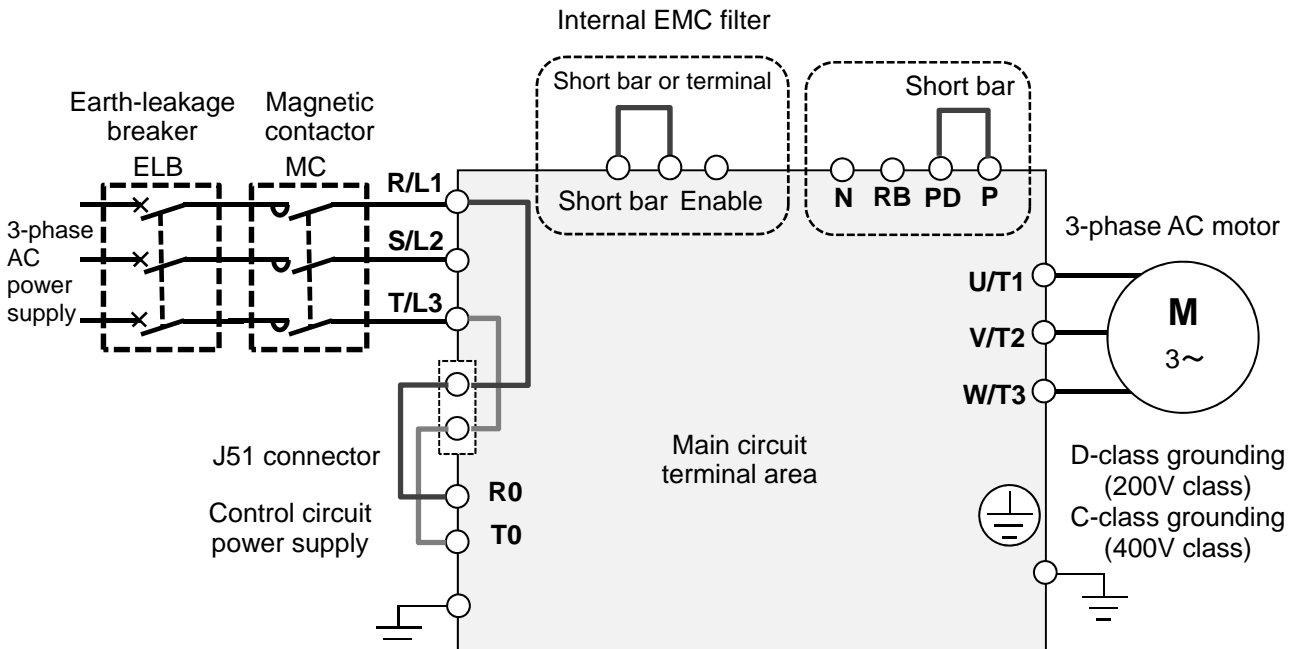 Internal EMC filter
Short bar or terminal
Short bar
Earth-leakage
breaker
ELB
Magnetic
contactor
MC
R/L1
Short bar Enable
N RB PD P
3-phase
AC
power
supply
S/L2
T/L3
3-phase AC motor
U/T1
V/T2
W/T3
M
3～
J51 connector
Main circuit
terminal area
R0
T0
Control circuit
power supply
D-class grounding
(200V class)
C-class grounding
(400V class)